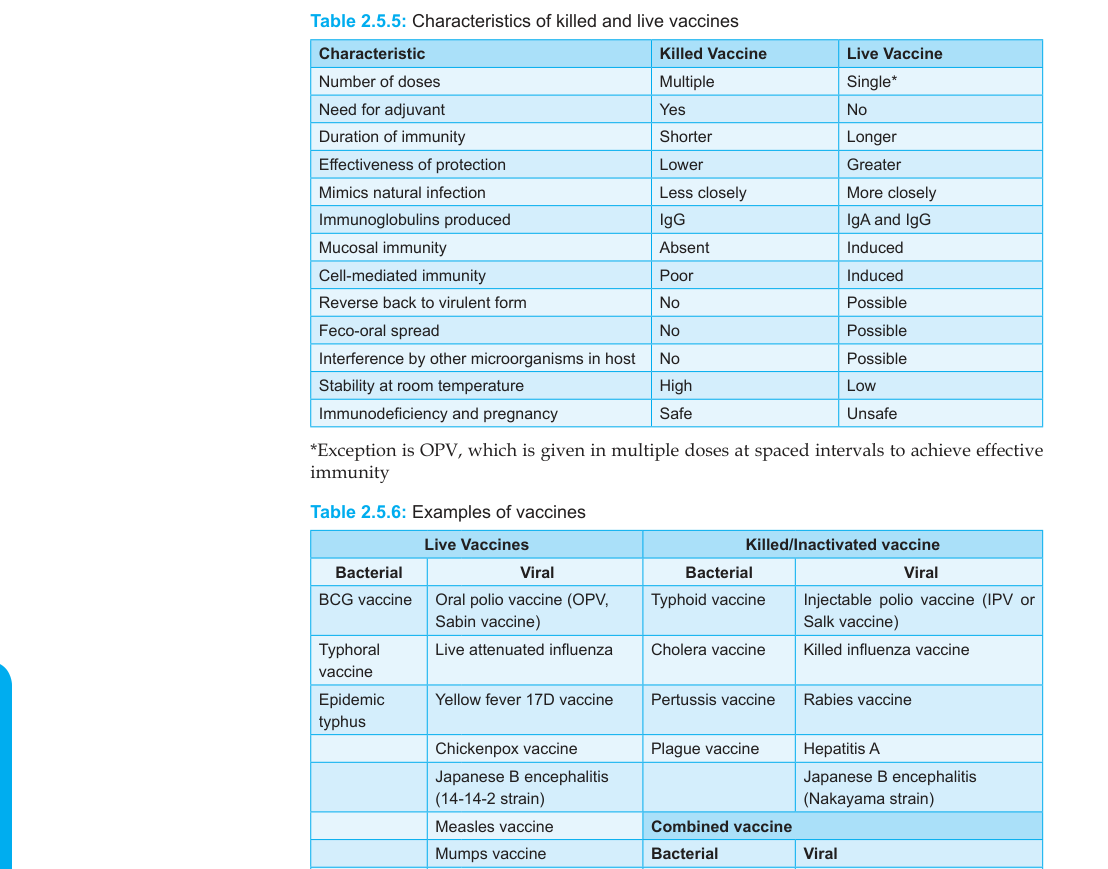 Table 2.5.5: Characteristics of killed and live vaccines
Characteristic Killed Vaccine Live Vaccine
Number of doses Multiple Single*
Need for adjuvant Yes No
Duration of immunity Shorter Longer
Effectiveness of protection Lower Greater
Mimics natural infection Less closely More closely
Immunoglobulins produced IgG IgA and IgG
Mucosal immunity Absent Induced
Cell-mediated immunity Poor Induced
Reverse back to virulent form No Possible
Feco-oral spread No Possible
Interference by other microorganisms in host No Possible
Stability at room temperature High Low
Immunodeficiency and pregnancy Safe Unsafe
*Exception is OPV, which is given in multiple doses at spaced intervals to achieve effective
immunity
Table 2.5.6: Examples of vaccines
Live Vaccines Killed/Inactivated vaccine
Bacterial Viral Bacterial Viral
BCG vaccine Oral polio vaccine (OPV, Typhoid vaccine Injectable polio vaccine (IPV or
Sabin vaccine) Salk vaccine)
Typhoral Live attenuated influenza Cholera vaccine Killed influenza vaccine
vaccine
Epidemic Yellow fever 17D vaccine Pertussis vaccine Rabies vaccine
typhus
Chickenpox vaccine Plague vaccine Hepatitis A
Japanese B encephalitis Japanese B encephalitis
(14-14-2 strain) (Nakayama strain)
Measles vaccine Combined vaccine
Mumps vaccine Bacterial Viral